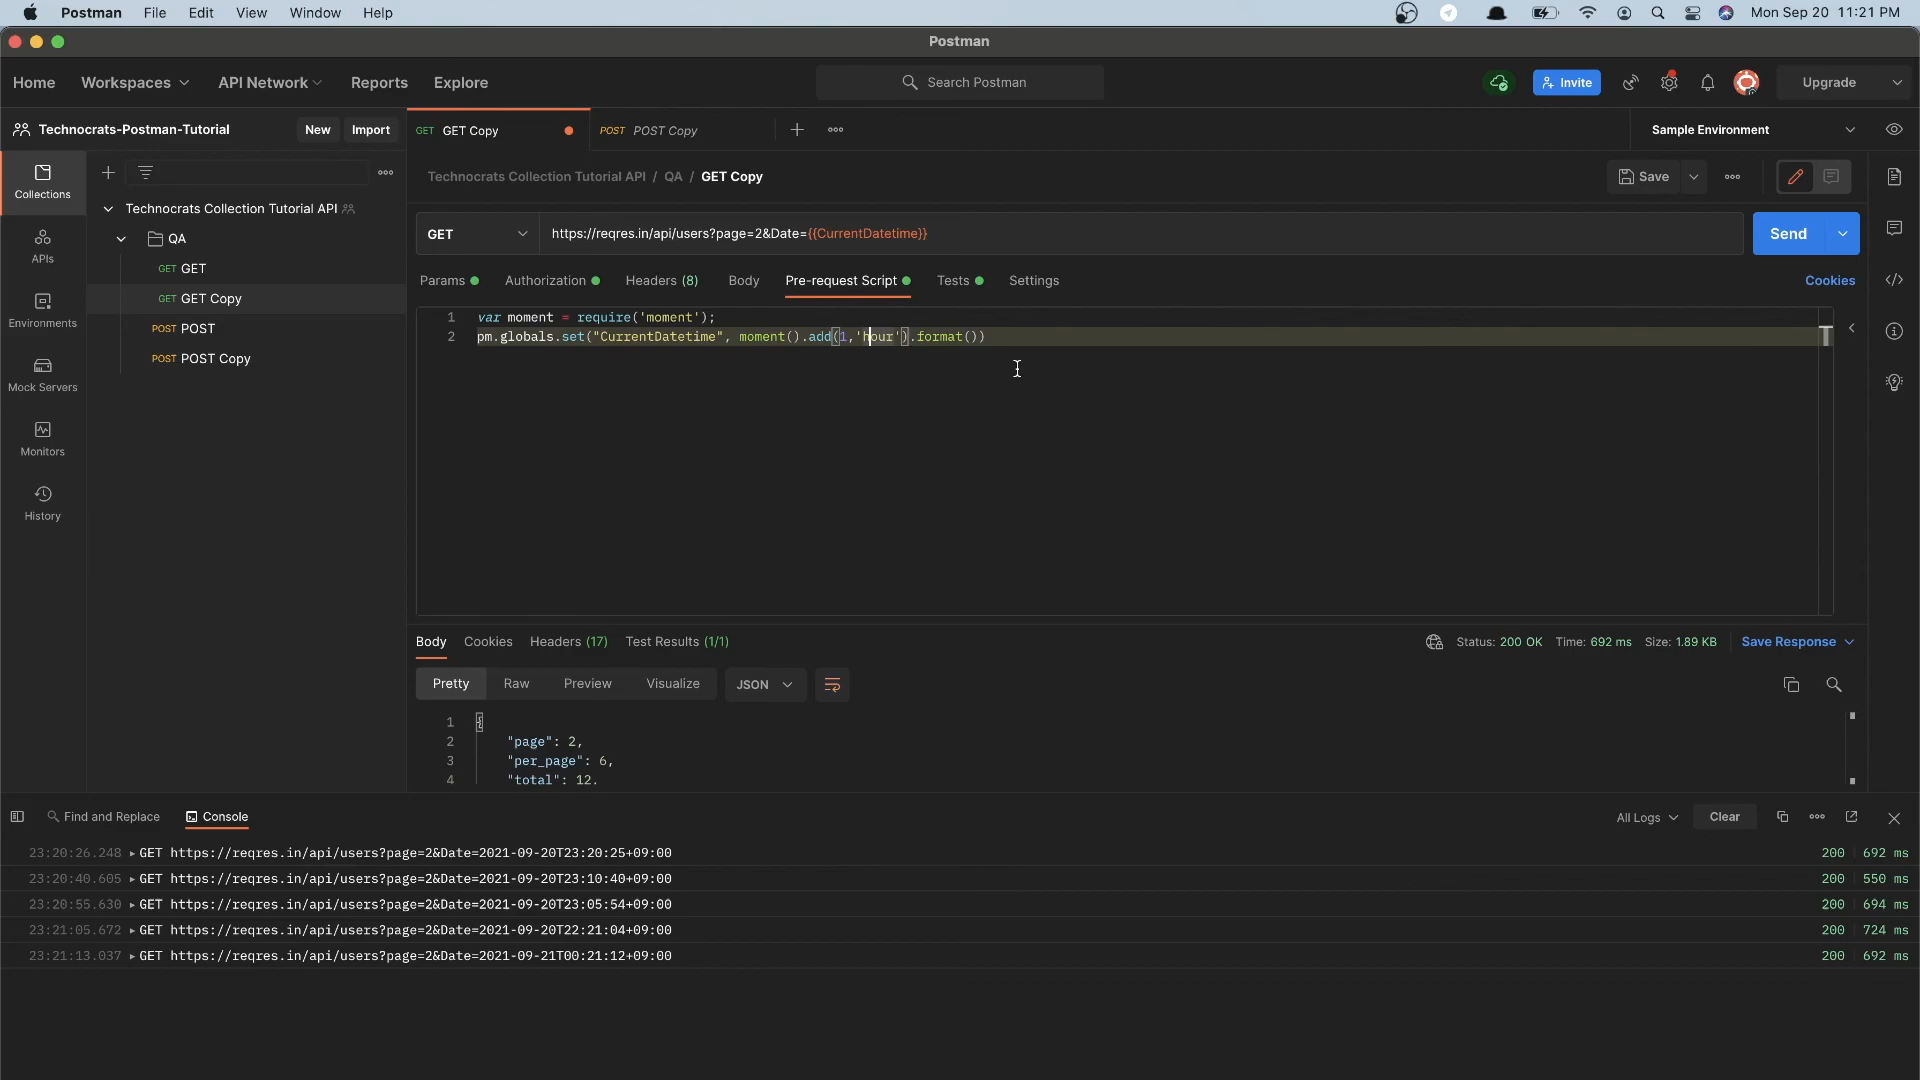 Postman File Edit View Window Help Mon Sep 20 11:21 PM
Postman
Home Workspaces API Network Reports Explore Search Postman Invite Upgrade
Technocrats-Postman-Tutorial New Import GET GET Copy POST POST Copy Sample Environment
Technocrats Collection Tutorial API / QA / GET Copy Save
Collections
Technocrats Collection Tutorial API
QA
GET GET
GET GET Copy
POST POST
POST POST Copy
APIs
Environments
Mock Servers
Monitors
History
GET https://reqres.in/api/users?page=2&Date={{CurrentDatetime}} Send
Params Authorization Headers (8) Body Pre-request Script Tests Settings Cookies
1 var moment = require('moment');
2 pm.globals.set("CurrentDatetime", moment().add(1,'hour').format())
Body Cookies Headers (17) Test Results (1/1) Status: 200 OK Time: 692 ms Size: 1.89 KB Save Response
Pretty Raw Preview Visualize JSON
1 {
2 "page": 2,
3 "per_page": 6,
4 "total": 12,
Find and Replace Console All Logs Clear
23:20:26.248 GET https://reqres.in/api/users?page=2&Date=2021-09-20T23:20:25+09:00 200 692 ms
23:20:40.605 GET https://reqres.in/api/users?page=2&Date=2021-09-20T23:10:40+09:00 200 550 ms
23:20:55.630 GET https://reqres.in/api/users?page=2&Date=2021-09-20T23:05:54+09:00 200 694 ms
23:21:05.672 GET https://reqres.in/api/users?page=2&Date=2021-09-20T22:21:04+09:00 200 724 ms
23:21:13.037 GET https://reqres.in/api/users?page=2&Date=2021-09-21T00:21:12+09:00 200 692 ms